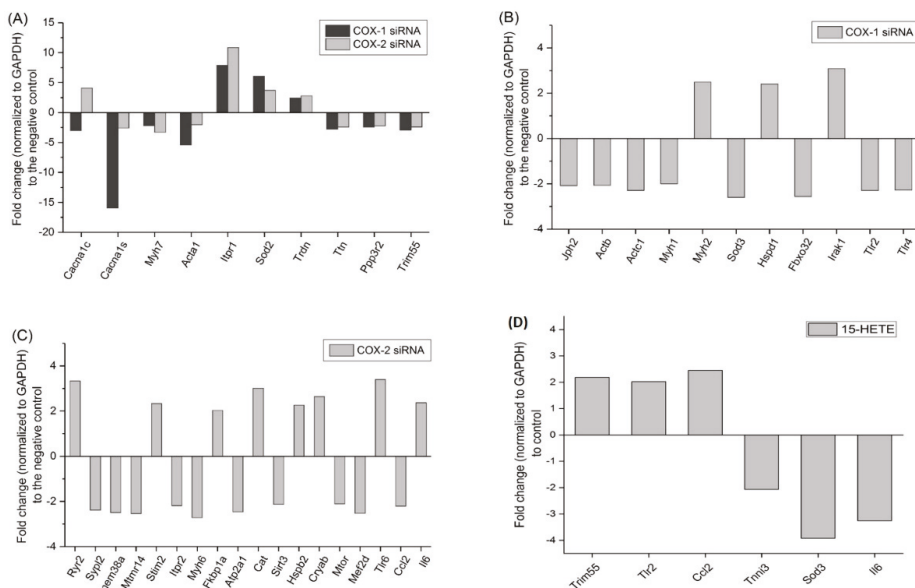 (A)
COX-1 siRNA
COX-2 siRNA
Fold change (normalized to GAPDH)
to the negative control
15
10
5
0
-5
-10
-15
-20
Cacna1c
Cacna1s
Myh7
Acta1
Itpr1
Sod2
Trdn
Ttn
Ppp3r2
Trim55
(B)
COX-1 siRNA
Fold change (normalized to GAPDH)
to the negative control
4
2
0
-2
-4
Jph2
Actb
Actc1
Myh1
Myh2
Sod3
Hspd1
Fbxo32
Irak1
Tlr2
Tlr4
(C)
COX-2 siRNA
Fold change (normalized to GAPDH)
to the negative control
4
2
0
-2
-4
Ryr2
Sypl2
nem38a
Mtmr14
Stim2
Itpr2
Myh6
Fkbp1a
Atp2a1
Cat
Sirt3
Hspb2
Cryab
Mtor
Mef2d
Tlr6
Ccl2
Il6
(D)
15-HETE
Fold change (normalized to GAPDH)
to control
4
3
2
1
0
-1
-2
-3
-4
Trim55
Tlr2
Ccl2
Tnni3
Sod3
Il6